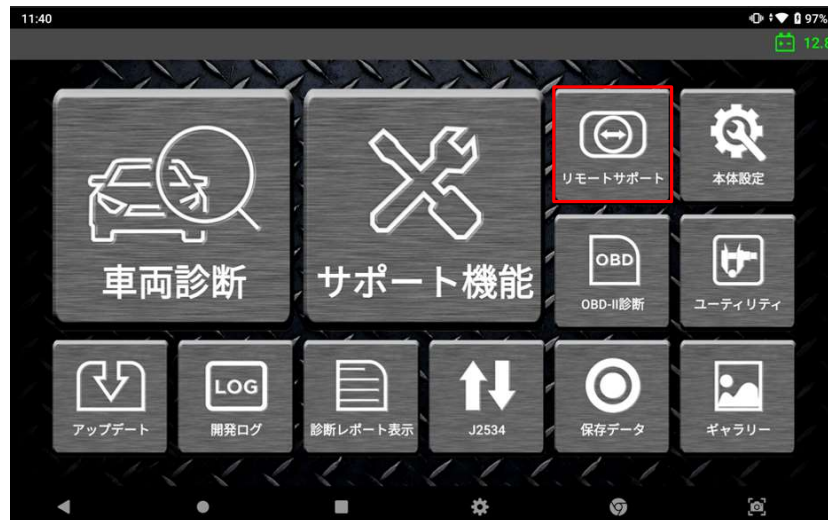 11:40
97%
12.8
リモートサポート
本体設定
車両診断
サポート機能
OBD
OBD-II診断
ユーティリティ
アップデート
LOG
開発ログ
診断レポート表示
J2534
保存データ
ギャラリー